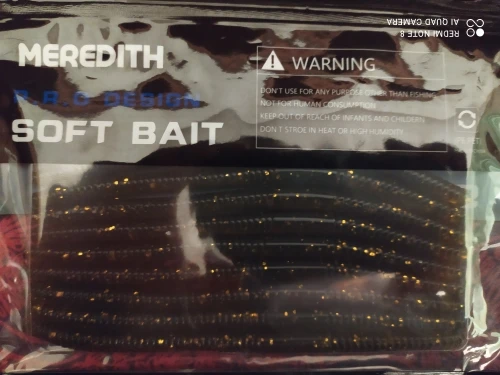 MEREDITH
R.A.D DESIGN
SOFT BAIT
WARNING
DON'T USE FOR ANY PURPOSE OTHER THAN FISHING
NOT FOR HUMAN CONSUMPTION
KEEP OUT OF REACH OF INFANTS AND CHILDREN
DON T STROE IN HEAT OR HIGH HUMIDITY
REDMI NOTE 8
AI QUAD CAMERA